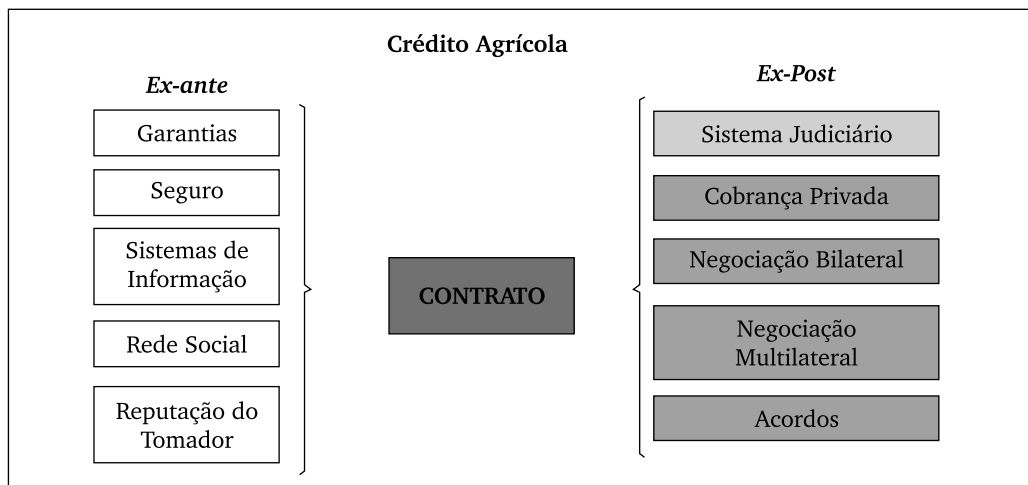 Crédito Agrícola
Ex-ante
Garantias
Seguro
Sistemas de
Informação
Rede Social
Reputação do
Tomador
CONTRATO
Ex-Post
Sistema Judiciário
Cobrança Privada
Negociação Bilateral
Negociação
Multilateral
Acordos